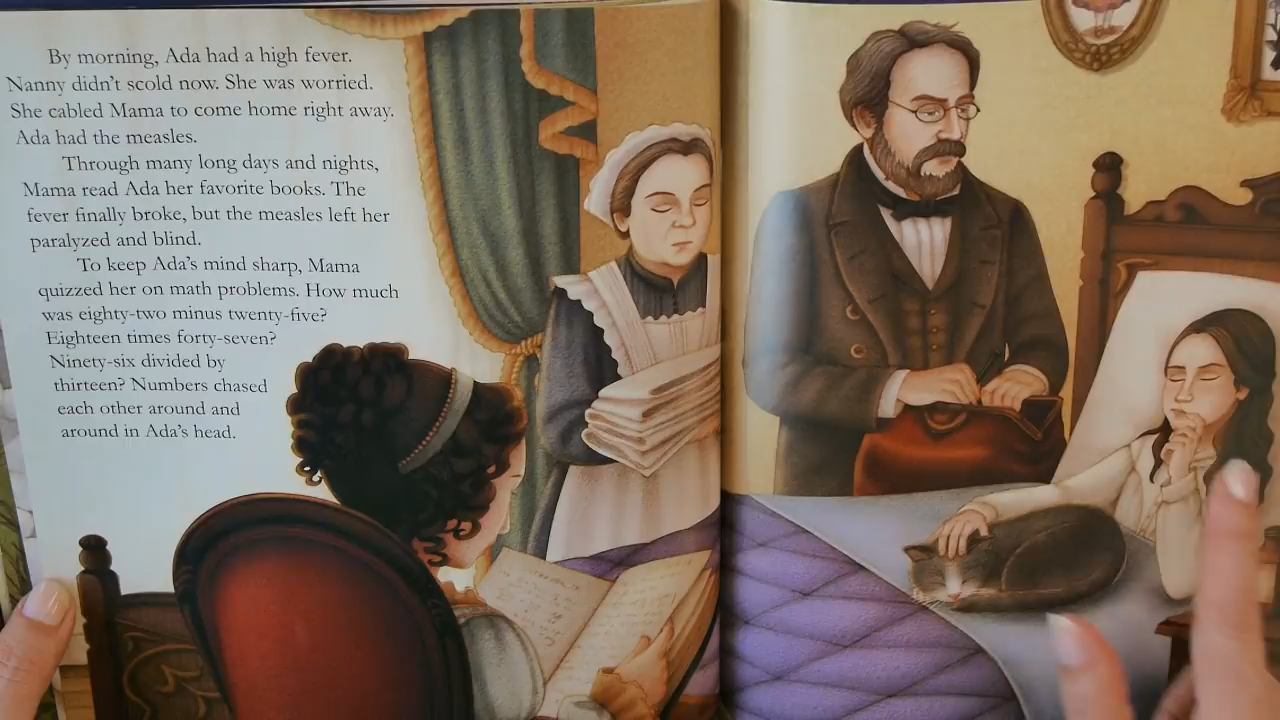 By morning, Ada had a high fever.
Nanny didn't scold now. She was worried.
She cabled Mama to come home right away.
Ada had the measles.
Through many long days and nights,
Mama read Ada her favorite books. The
fever finally broke, but the measles left her
paralyzed and blind.
To keep Ada's mind sharp, Mama
quizzed her on math problems. How much
was eighty-two minus twenty-five?
Eighteen times forty-seven?
Ninety-six divided by
thirteen? Numbers chased
each other around and
around in Ada's head.